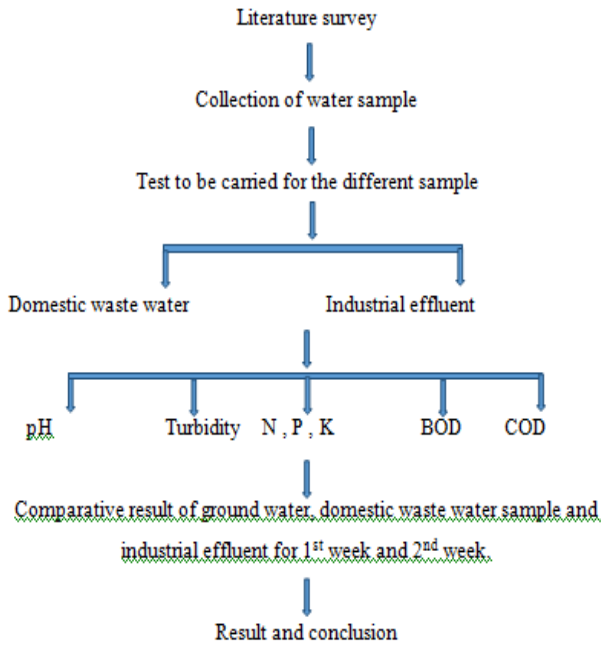 Literature survey
Collection of water sample
Test to be carried for the different sample
Domestic waste water
Industrial effluent
pH
Turbidity
N , P , K
BOD
COD
Comparative result of ground water, domestic waste water sample and
industrial effluent for 1st week and 2nd week.
Result and conclusion